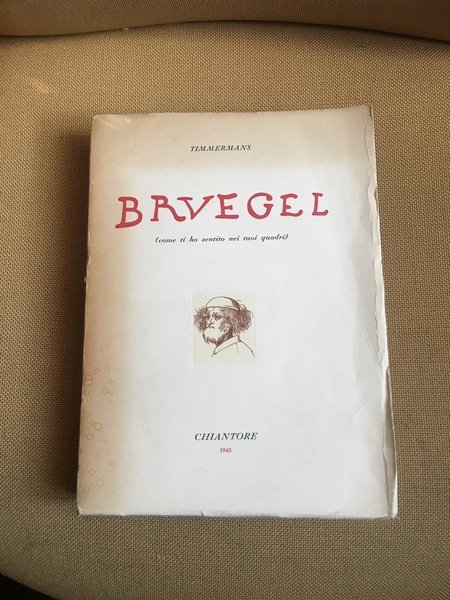 TIMMERMANS
BRVEGEL
(come ti ho sentito nei tuoi quadri)
CHIANTORE
1945